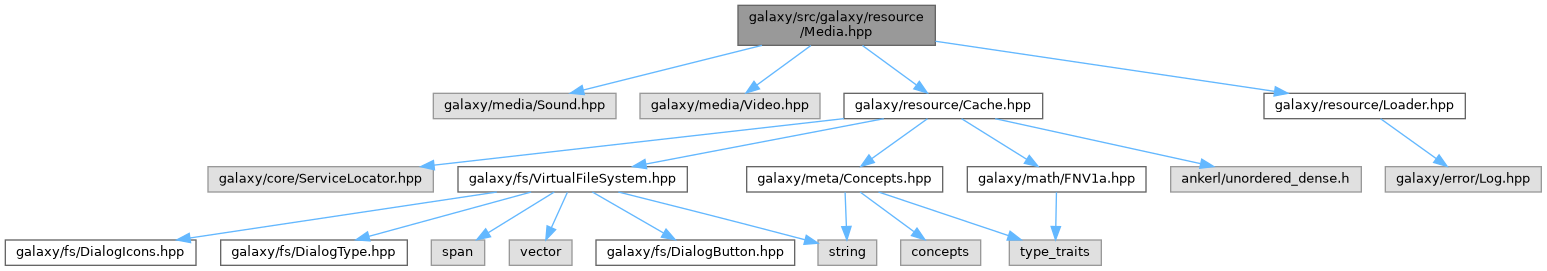 galaxy/src/galaxy/resource
/Media.hpp
galaxy/media/Sound.hpp
galaxy/media/Video.hpp
galaxy/resource/Cache.hpp
galaxy/resource/Loader.hpp
galaxy/core/ServiceLocator.hpp
galaxy/fs/VirtualFileSystem.hpp
galaxy/meta/Concepts.hpp
galaxy/math/FNV1a.hpp
ankerl/unordered_dense.h
galaxy/error/Log.hpp
galaxy/fs/DialogIcons.hpp
galaxy/fs/DialogType.hpp
span
vector
galaxy/fs/DialogButton.hpp
string
concepts
type_traits